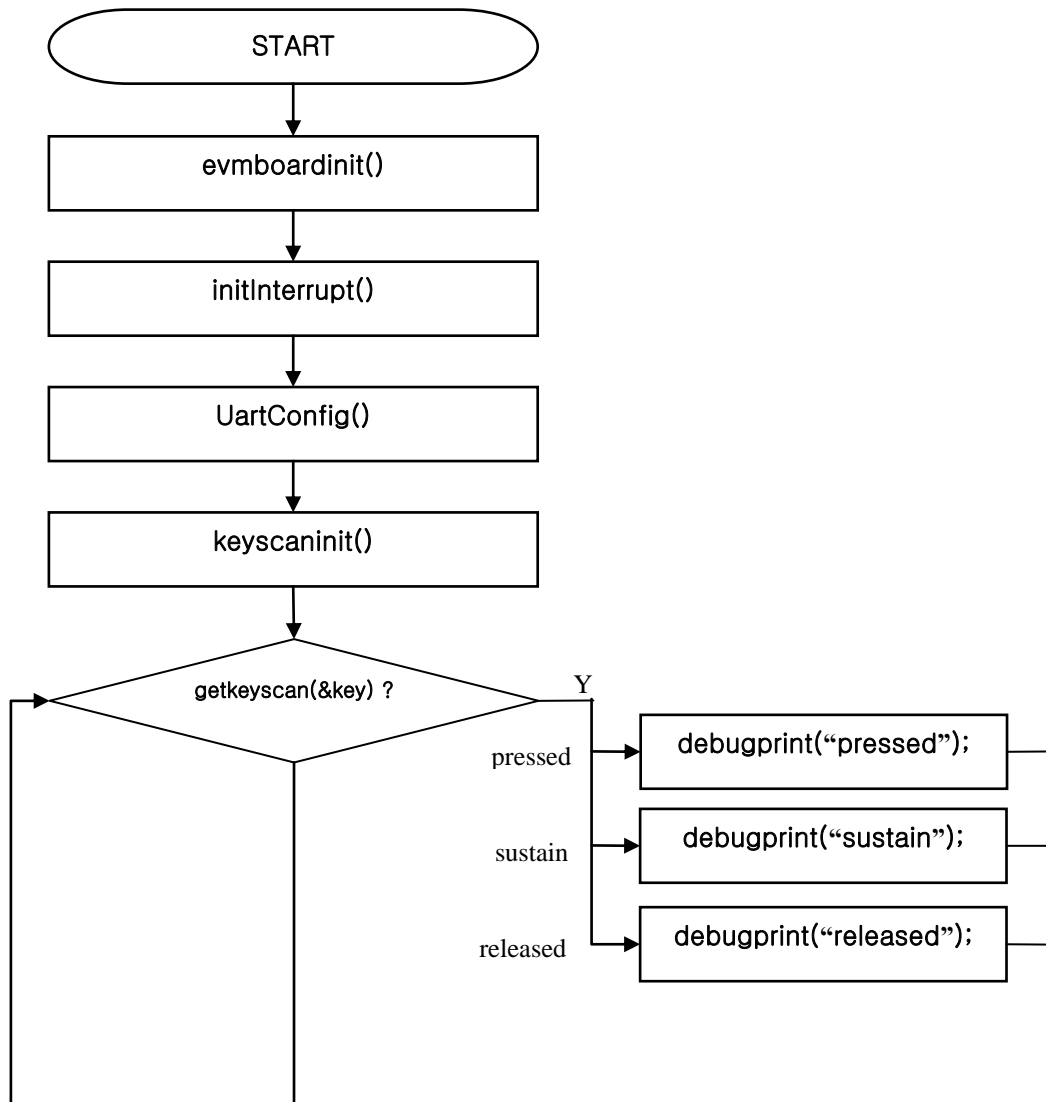 START
evmboardinit()
initInterrupt()
UartConfig()
keyscaninit()
getkeyscan(&key) ?
Y
pressed
debugprint(“pressed”);
sustain
debugprint(“sustain”);
released
debugprint(“released”);